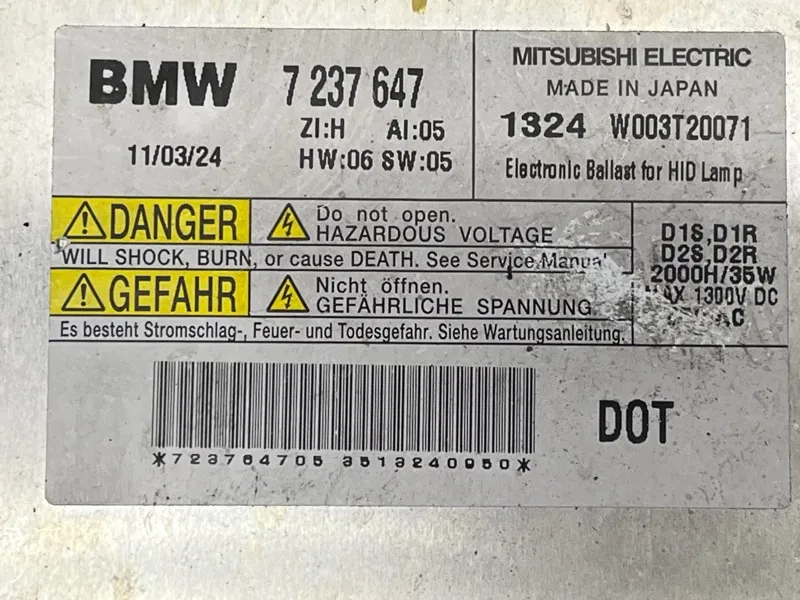 BMW 7 237 647
ZI:H AI:05
11/03/24 HW:06 SW:05
MITSUBISHI ELECTRIC
MADE IN JAPAN
1324 W003T20071
Electronic Ballast for HID Lamp
DANGER
Do not open.
HAZARDOUS VOLTAGE
WILL SHOCK, BURN, or cause DEATH. See Service Manual
GEFAHR
Nicht öffnen.
GEFÄHRLICHE SPANNUNG.
Es besteht Stromschlag-, Feuer- und Todesgefahr. Siehe Wartungsanleitung.
D1S,D1R
D2S,D2R
2000H/35W
MAX 1300V DC
AC
*723764705 3513240950*
DOT